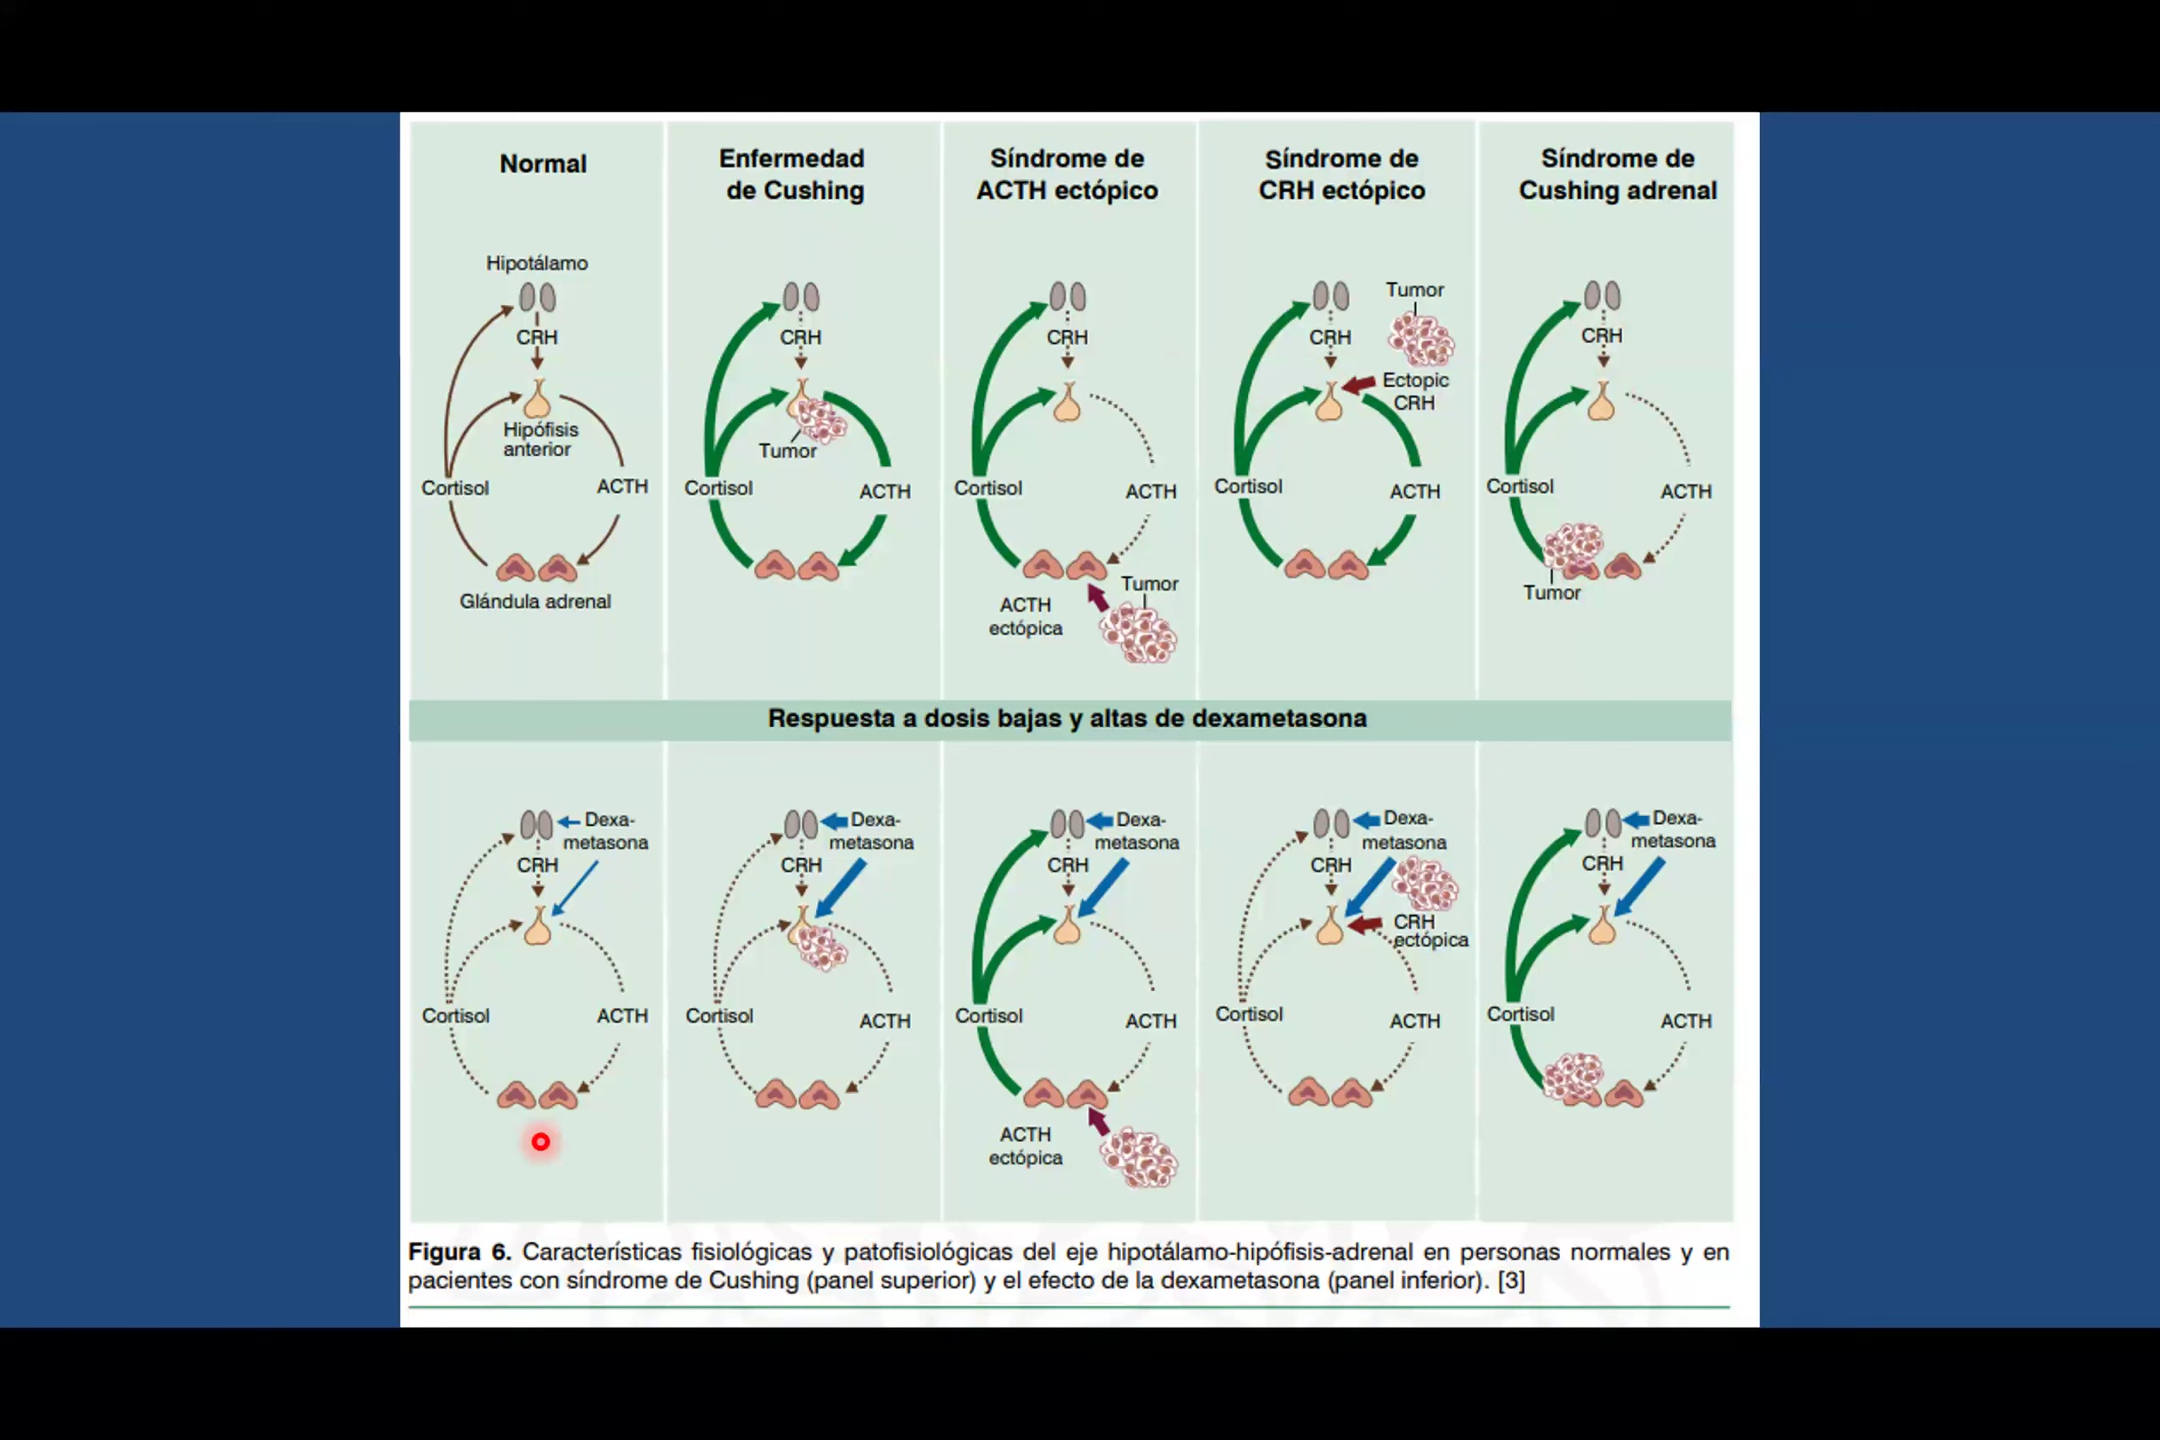 Normal
Enfermedad
de Cushing
Síndrome de
ACTH ectópico
Síndrome de
CRH ectópico
Síndrome de
Cushing adrenal
Hipotálamo
CRH
Hipófisis
anterior
Cortisol
ACTH
Glándula adrenal
CRH
Tumor
Cortisol
ACTH
CRH
Cortisol
ACTH
ACTH
ectópica
Tumor
CRH
Tumor
Ectopic
CRH
Cortisol
ACTH
CRH
Cortisol
ACTH
Tumor
Respuesta a dosis bajas y altas de dexametasona
Dexa-
metasona
CRH
Cortisol
ACTH
Dexa-
metasona
CRH
Cortisol
ACTH
Dexa-
metasona
CRH
Cortisol
ACTH
ACTH
ectópica
Dexa-
metasona
CRH
CRH
ectópica
Cortisol
ACTH
Dexa-
metasona
CRH
Cortisol
ACTH
Figura 6. Características fisiológicas y patofisiológicas del eje hipotálamo-hipófisis-adrenal en personas normales y en
pacientes con síndrome de Cushing (panel superior) y el efecto de la dexametasona (panel inferior). [3]